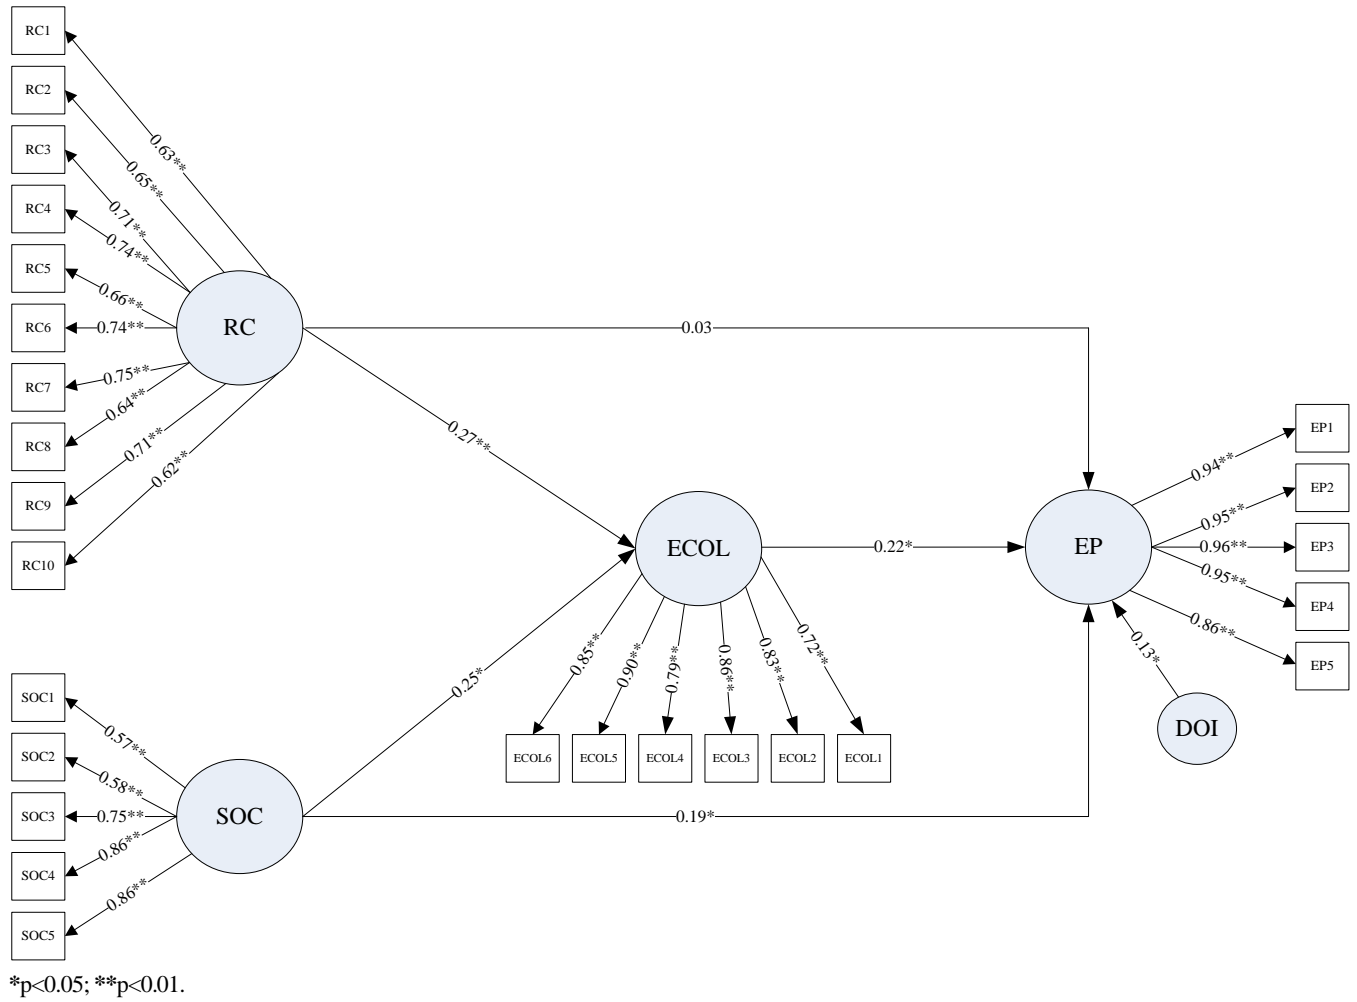 RC1
RC2
RC3
RC4
RC5
RC6
RC7
RC8
RC9
RC10
0.63**
0.65**
0.71**
0.74**
0.66**
0.74**
0.75**
0.64**
0.71**
0.62**
RC
0.03
0.27**
ECOL
0.22*
EP
0.94**
0.95**
0.96**
0.95**
0.86**
EP1
EP2
EP3
EP4
EP5
0.13*
DOI
0.85**
0.90**
0.79**
0.86**
0.83**
0.72**
ECOL6
ECOL5
ECOL4
ECOL3
ECOL2
ECOL1
0.25*
SOC1
SOC2
SOC3
SOC4
SOC5
0.57**
0.58**
0.75**
0.86**
0.86**
SOC
0.19*
*p<0.05; **p<0.01.